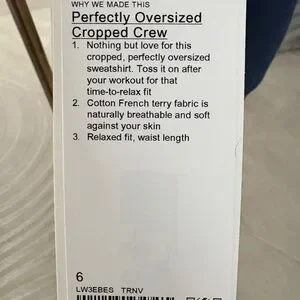 WHY WE MADE THIS
Perfectly Oversized
Cropped Crew
1. Nothing but love for this
cropped, perfectly oversized
sweatshirt. Toss it on after
your workout for that
time-to-relax fit
2. Cotton French terry fabric is
naturally breathable and soft
against your skin
3. Relaxed fit, waist length
6
LW3EBES TRNV